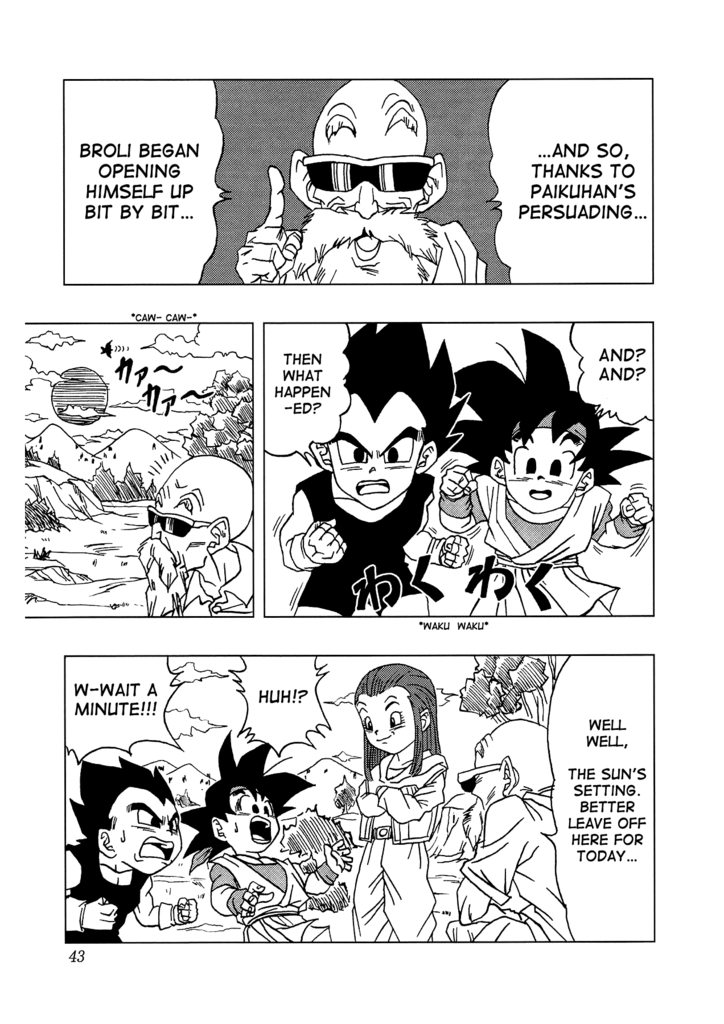 ...AND SO,
THANKS TO
PAIKUHAN'S
PERSUADING...
BROLI BEGAN
OPENING
HIMSELF UP
BIT BY BIT...
AND?
AND?
THEN
WHAT
HAPPEN
-ED?
わく わく
*WAKU WAKU*
*CAW- CAW-*
カァ〜
カァ〜
WELL
WELL,
THE SUN'S
SETTING.
BETTER
LEAVE OFF
HERE FOR
TODAY...
HUH!?
W-WAIT A
MINUTE!!!
43